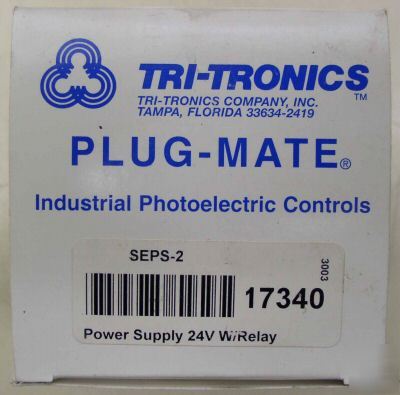 TRI-TRONICS
TM
TRI-TRONICS COMPANY, INC.
TAMPA, FLORIDA 33634-2419
PLUG-MATE®
Industrial Photoelectric Controls
SEPS-2
3003
17340
Power Supply 24V W/Relay